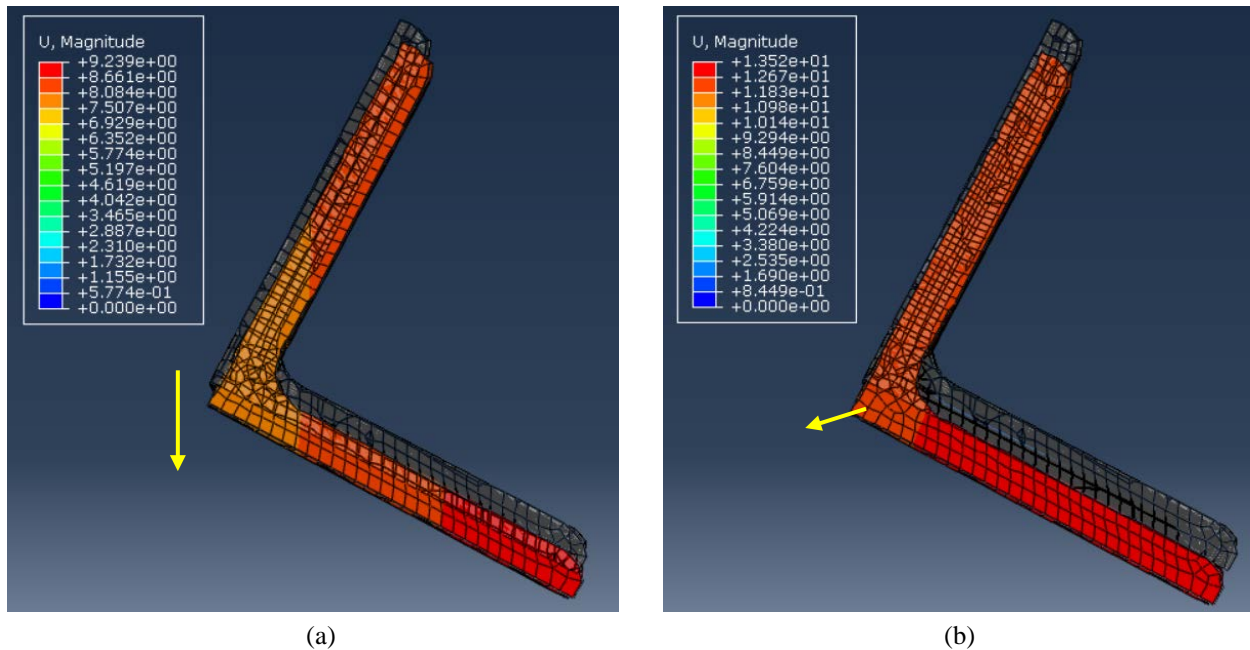 U, Magnitude
+9.239e+00
+8.661e+00
+8.084e+00
+7.507e+00
+6.929e+00
+6.352e+00
+5.774e+00
+5.197e+00
+4.619e+00
+4.042e+00
+3.465e+00
+2.887e+00
+2.310e+00
+1.732e+00
+1.155e+00
+5.774e-01
+0.000e+00
(a)
U, Magnitude
+1.352e+01
+1.267e+01
+1.183e+01
+1.098e+01
+1.014e+01
+9.294e+00
+8.449e+00
+7.604e+00
+6.759e+00
+5.914e+00
+5.069e+00
+4.224e+00
+3.380e+00
+2.535e+00
+1.690e+00
+8.449e-01
+0.000e+00
(b)